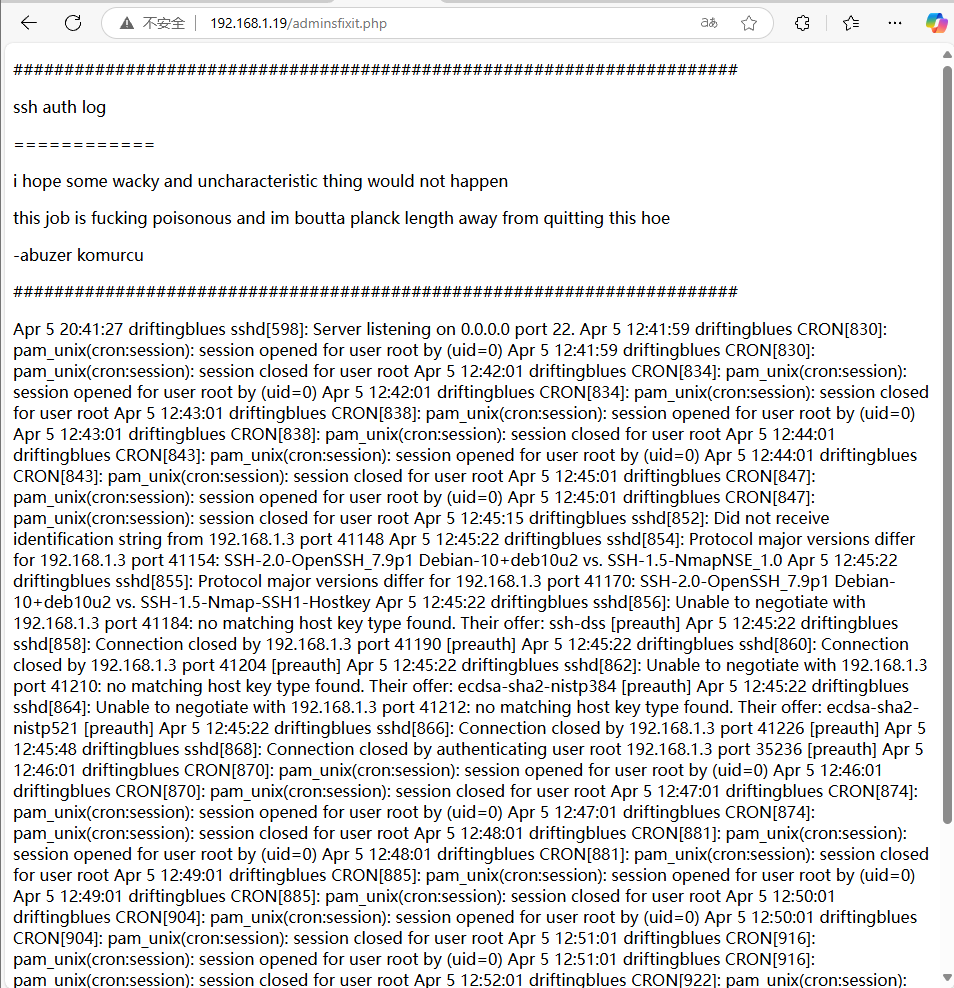 不安全 192.168.1.19/adminsfixit.php aあ
#######################################################################
ssh auth log
============
i hope some wacky and uncharacteristic thing would not happen
this job is fucking poisonous and im boutta planck length away from quitting this hoe
-abuzer komurcu
#######################################################################
Apr 5 20:41:27 driftingblues sshd[598]: Server listening on 0.0.0.0 port 22. Apr 5 12:41:59 driftingblues CRON[830]:
pam_unix(cron:session): session opened for user root by (uid=0) Apr 5 12:41:59 driftingblues CRON[830]:
pam_unix(cron:session): session closed for user root Apr 5 12:42:01 driftingblues CRON[834]: pam_unix(cron:session):
session opened for user root by (uid=0) Apr 5 12:42:01 driftingblues CRON[834]: pam_unix(cron:session): session closed
for user root Apr 5 12:43:01 driftingblues CRON[838]: pam_unix(cron:session): session opened for user root by (uid=0)
Apr 5 12:43:01 driftingblues CRON[838]: pam_unix(cron:session): session closed for user root Apr 5 12:44:01
driftingblues CRON[843]: pam_unix(cron:session): session opened for user root by (uid=0) Apr 5 12:44:01 driftingblues
CRON[843]: pam_unix(cron:session): session closed for user root Apr 5 12:45:01 driftingblues CRON[847]:
pam_unix(cron:session): session opened for user root by (uid=0) Apr 5 12:45:01 driftingblues CRON[847]:
pam_unix(cron:session): session closed for user root Apr 5 12:45:15 driftingblues sshd[852]: Did not receive
identification string from 192.168.1.3 port 41148 Apr 5 12:45:22 driftingblues sshd[854]: Protocol major versions differ
for 192.168.1.3 port 41154: SSH-2.0-OpenSSH_7.9p1 Debian-10+deb10u2 vs. SSH-1.5-NmapNSE_1.0 Apr 5 12:45:22
driftingblues sshd[855]: Protocol major versions differ for 192.168.1.3 port 41170: SSH-2.0-OpenSSH_7.9p1 Debian-
10+deb10u2 vs. SSH-1.5-Nmap-SSH1-Hostkey Apr 5 12:45:22 driftingblues sshd[856]: Unable to negotiate with
192.168.1.3 port 41184: no matching host key type found. Their offer: ssh-dss [preauth] Apr 5 12:45:22 driftingblues
sshd[858]: Connection closed by 192.168.1.3 port 41190 [preauth] Apr 5 12:45:22 driftingblues sshd[860]: Connection
closed by 192.168.1.3 port 41204 [preauth] Apr 5 12:45:22 driftingblues sshd[862]: Unable to negotiate with 192.168.1.3
port 41210: no matching host key type found. Their offer: ecdsa-sha2-nistp384 [preauth] Apr 5 12:45:22 driftingblues
sshd[864]: Unable to negotiate with 192.168.1.3 port 41212: no matching host key type found. Their offer: ecdsa-sha2-
nistp521 [preauth] Apr 5 12:45:22 driftingblues sshd[866]: Connection closed by 192.168.1.3 port 41226 [preauth] Apr 5
12:45:48 driftingblues sshd[868]: Connection closed by authenticating user root 192.168.1.3 port 35236 [preauth] Apr 5
12:46:01 driftingblues CRON[870]: pam_unix(cron:session): session opened for user root by (uid=0) Apr 5 12:46:01
driftingblues CRON[870]: pam_unix(cron:session): session closed for user root Apr 5 12:47:01 driftingblues CRON[874]:
pam_unix(cron:session): session opened for user root by (uid=0) Apr 5 12:47:01 driftingblues CRON[874]:
pam_unix(cron:session): session closed for user root Apr 5 12:48:01 driftingblues CRON[881]: pam_unix(cron:session):
session opened for user root by (uid=0) Apr 5 12:48:01 driftingblues CRON[881]: pam_unix(cron:session): session closed
for user root Apr 5 12:49:01 driftingblues CRON[885]: pam_unix(cron:session): session opened for user root by (uid=0)
Apr 5 12:49:01 driftingblues CRON[885]: pam_unix(cron:session): session closed for user root Apr 5 12:50:01
driftingblues CRON[904]: pam_unix(cron:session): session opened for user root by (uid=0) Apr 5 12:50:01 driftingblues
CRON[904]: pam_unix(cron:session): session closed for user root Apr 5 12:51:01 driftingblues CRON[916]:
pam_unix(cron:session): session opened for user root by (uid=0) Apr 5 12:51:01 driftingblues CRON[916]:
pam_unix(cron:session): session closed for user root Apr 5 12:52:01 driftingblues CRON[922]: pam_unix(cron:session):